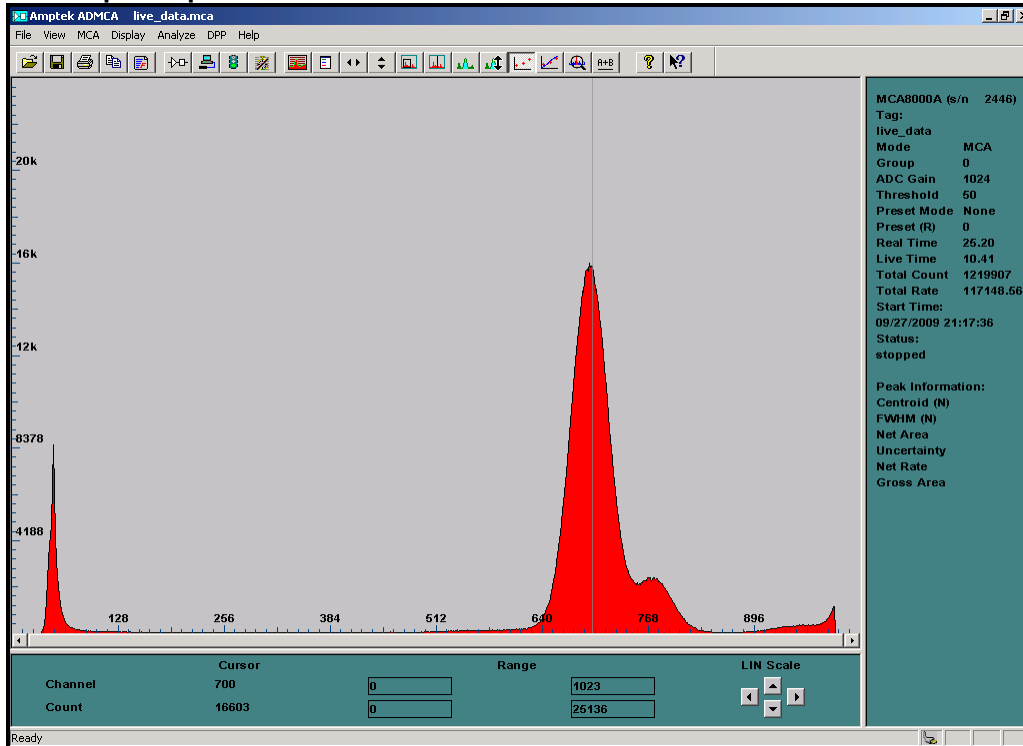 Amptek ADMCA live_data.mca
File View MCA Display Analyze DPP Help
A+B
20k
16k
12k
8378
4188
128 256 384 512 640 768 896
MCA8000A (s/n 2446)
Tag:
live_data
Mode MCA
Group 0
ADC Gain 1024
Threshold 50
Preset Mode None
Preset (R) 0
Real Time 25.20
Live Time 10.41
Total Count 1219907
Total Rate 117148.56
Start Time:
09/27/2009 21:17:36
Status:
stopped
Peak Information:
Centroid (N)
FWHM (N)
Net Area
Uncertainty
Net Rate
Gross Area
Cursor Range LIN Scale
Channel 700 0 1023
Count 16603 0 25136
Ready